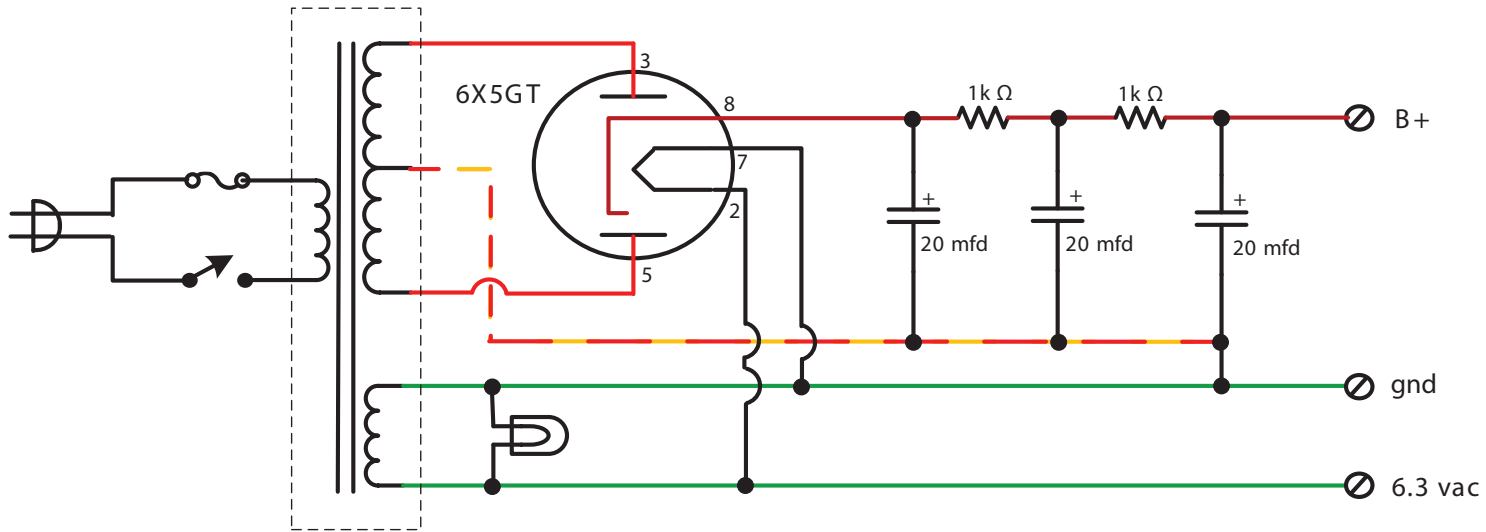 6X5GT
3
8
7
2
5
1k Ω
1k Ω
B+
+
20 mfd
+
20 mfd
+
20 mfd
gnd
6.3 vac